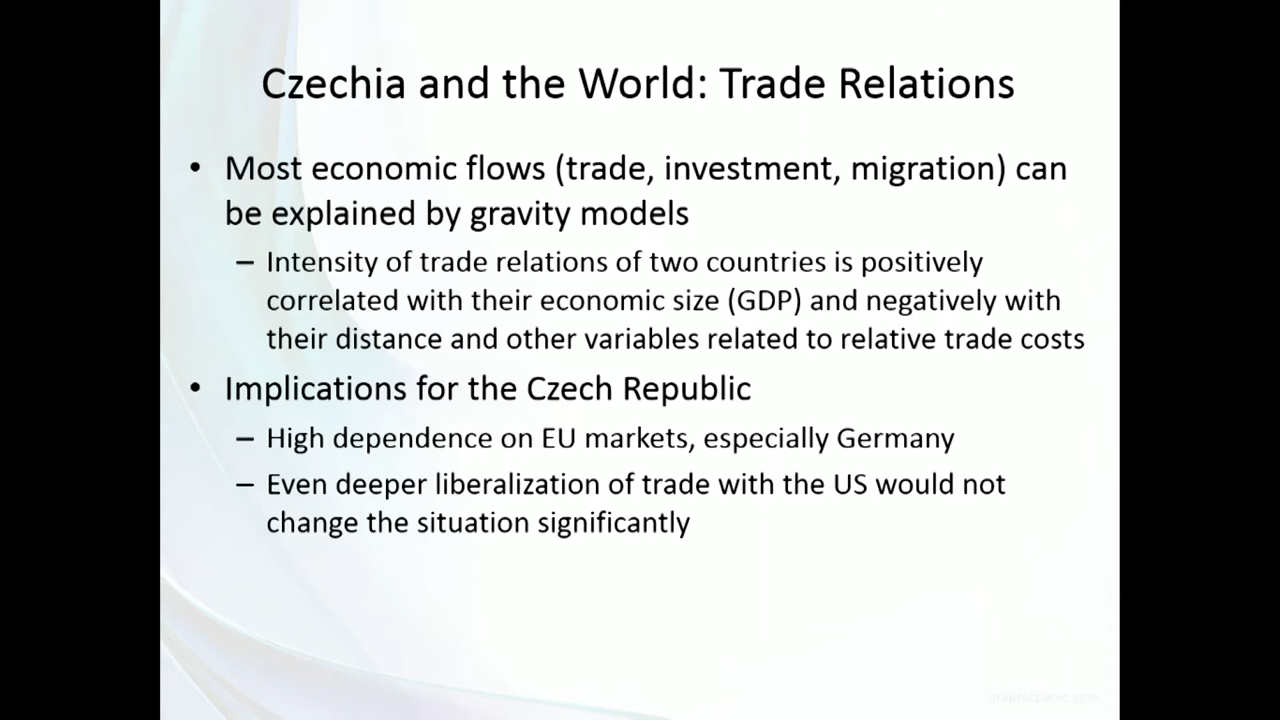 Czechia and the World: Trade Relations
• Most economic flows (trade, investment, migration) can
be explained by gravity models
– Intensity of trade relations of two countries is positively
correlated with their economic size (GDP) and negatively with
their distance and other variables related to relative trade costs
• Implications for the Czech Republic
– High dependence on EU markets, especially Germany
– Even deeper liberalization of trade with the US would not
change the situation significantly